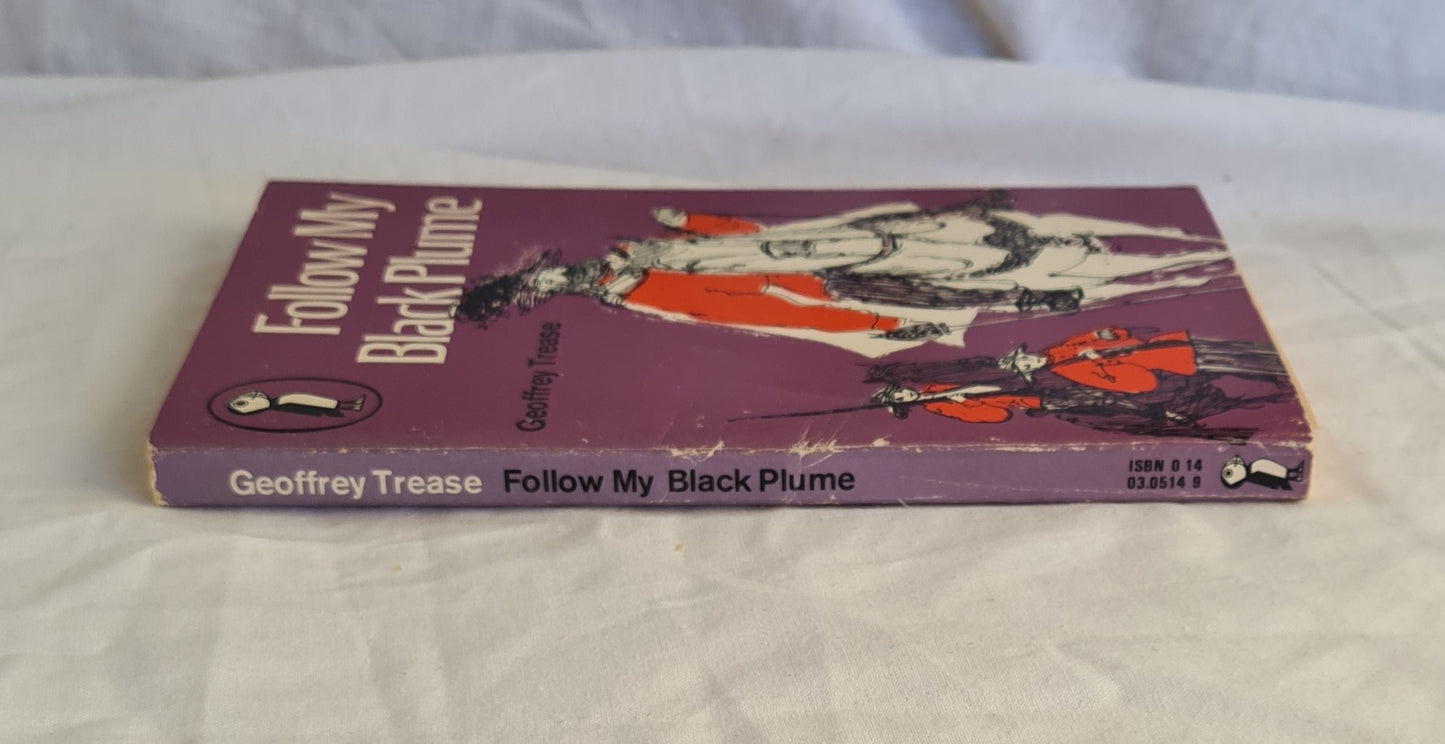 Follow My
Black Plume
Geoffrey Trease
Geoffrey Trease Follow My Black Plume
ISBN 0 14
03.0514 9